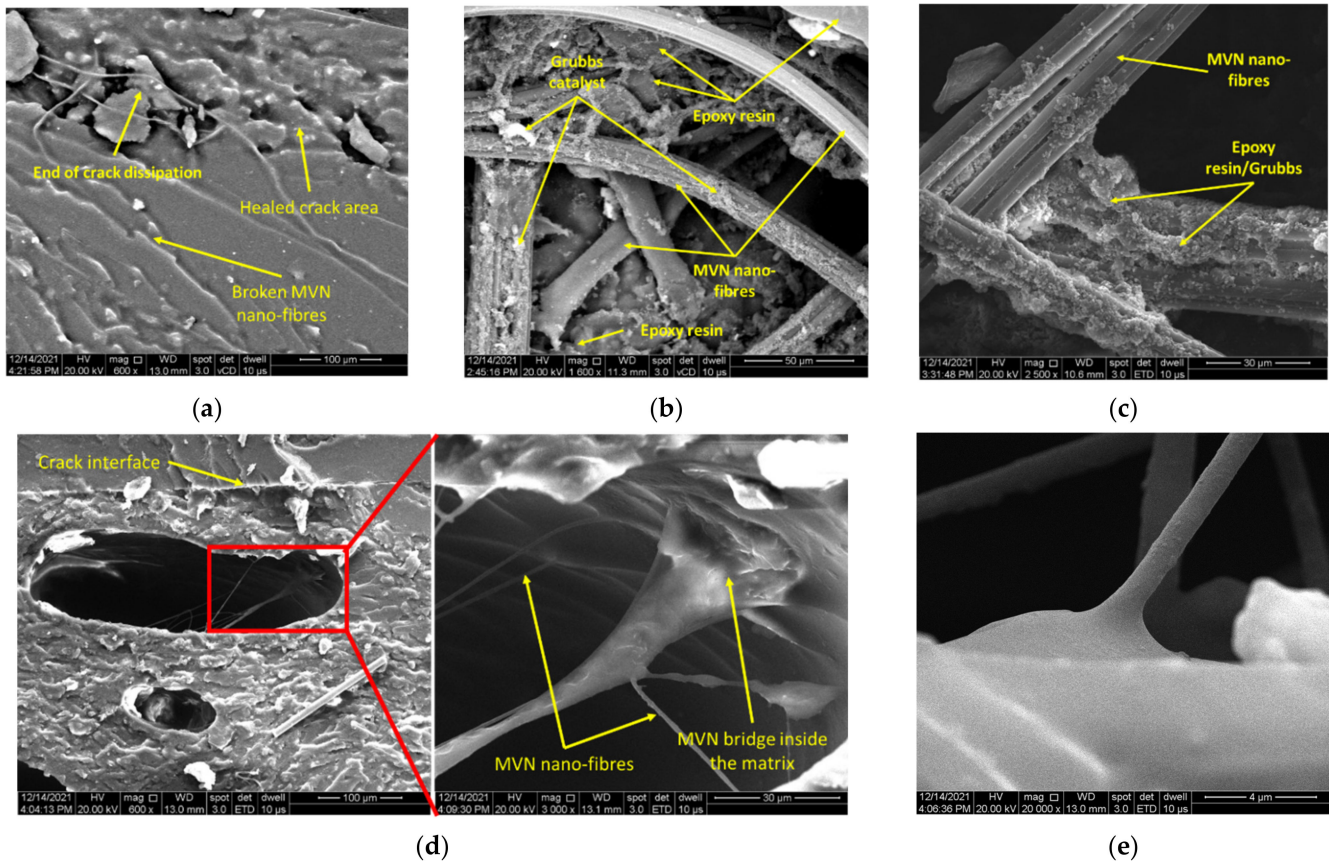 End of crack dissipation
Healed crack area
Broken MVN
nano-fibres
12/14/2021 HV mag □ WD spot det dwell
4:21:58 PM 20.00 kV 600 x 13.0 mm 3.0 vCD 10 µs
100 µm
(a)
Grubbs
catalyst
Epoxy resin
MVN nano-
fibres
Epoxy resin
12/14/2021 HV mag □ WD spot det dwell
2:45:16 PM 20.00 kV 1 600 x 11.3 mm 3.0 vCD 10 µs
50 µm
(b)
MVN nano-
fibres
Epoxy
resin/Grubbs
12/14/2021 HV mag □ WD spot det dwell
3:31:48 PM 20.00 kV 2 500 x 10.6 mm 3.0 ETD 10 µs
30 µm
(c)
Crack interface
12/14/2021 HV mag □ WD spot det dwell
4:04:13 PM 20.00 kV 600 x 13.0 mm 3.0 ETD 10 µs
100 µm
MVN nano-fibres
MVN bridge inside
the matrix
12/14/2021 HV mag □ WD spot det dwell
4:09:30 PM 20.00 kV 3 000 x 13.1 mm 3.0 ETD 10 µs
30 µm
(d)
12/14/2021 HV mag □ WD spot det dwell
4:06:36 PM 20.00 kV 20 000 x 13.0 mm 3.0 ETD 10 µs
4 µm
(e)